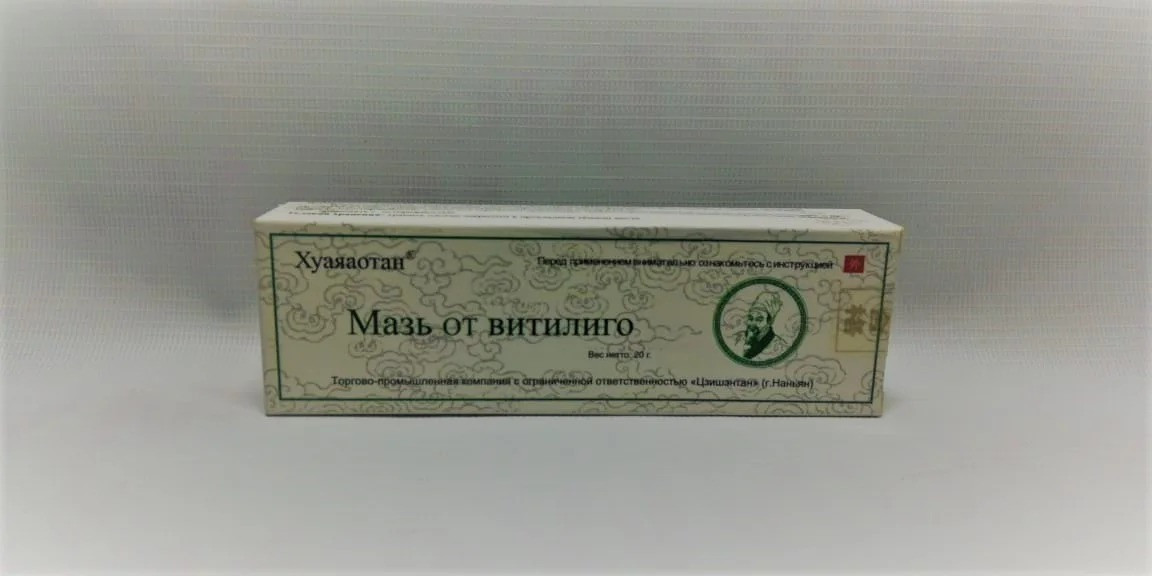 Хуаяаотан®
Перед применением внимательно ознакомьтесь с инструкцией
Мазь от витилиго
Вес нетто: 20 г.
Торгово-промышленная компания с ограниченной ответственностью «Цзишэнтан» (г.Наньян)